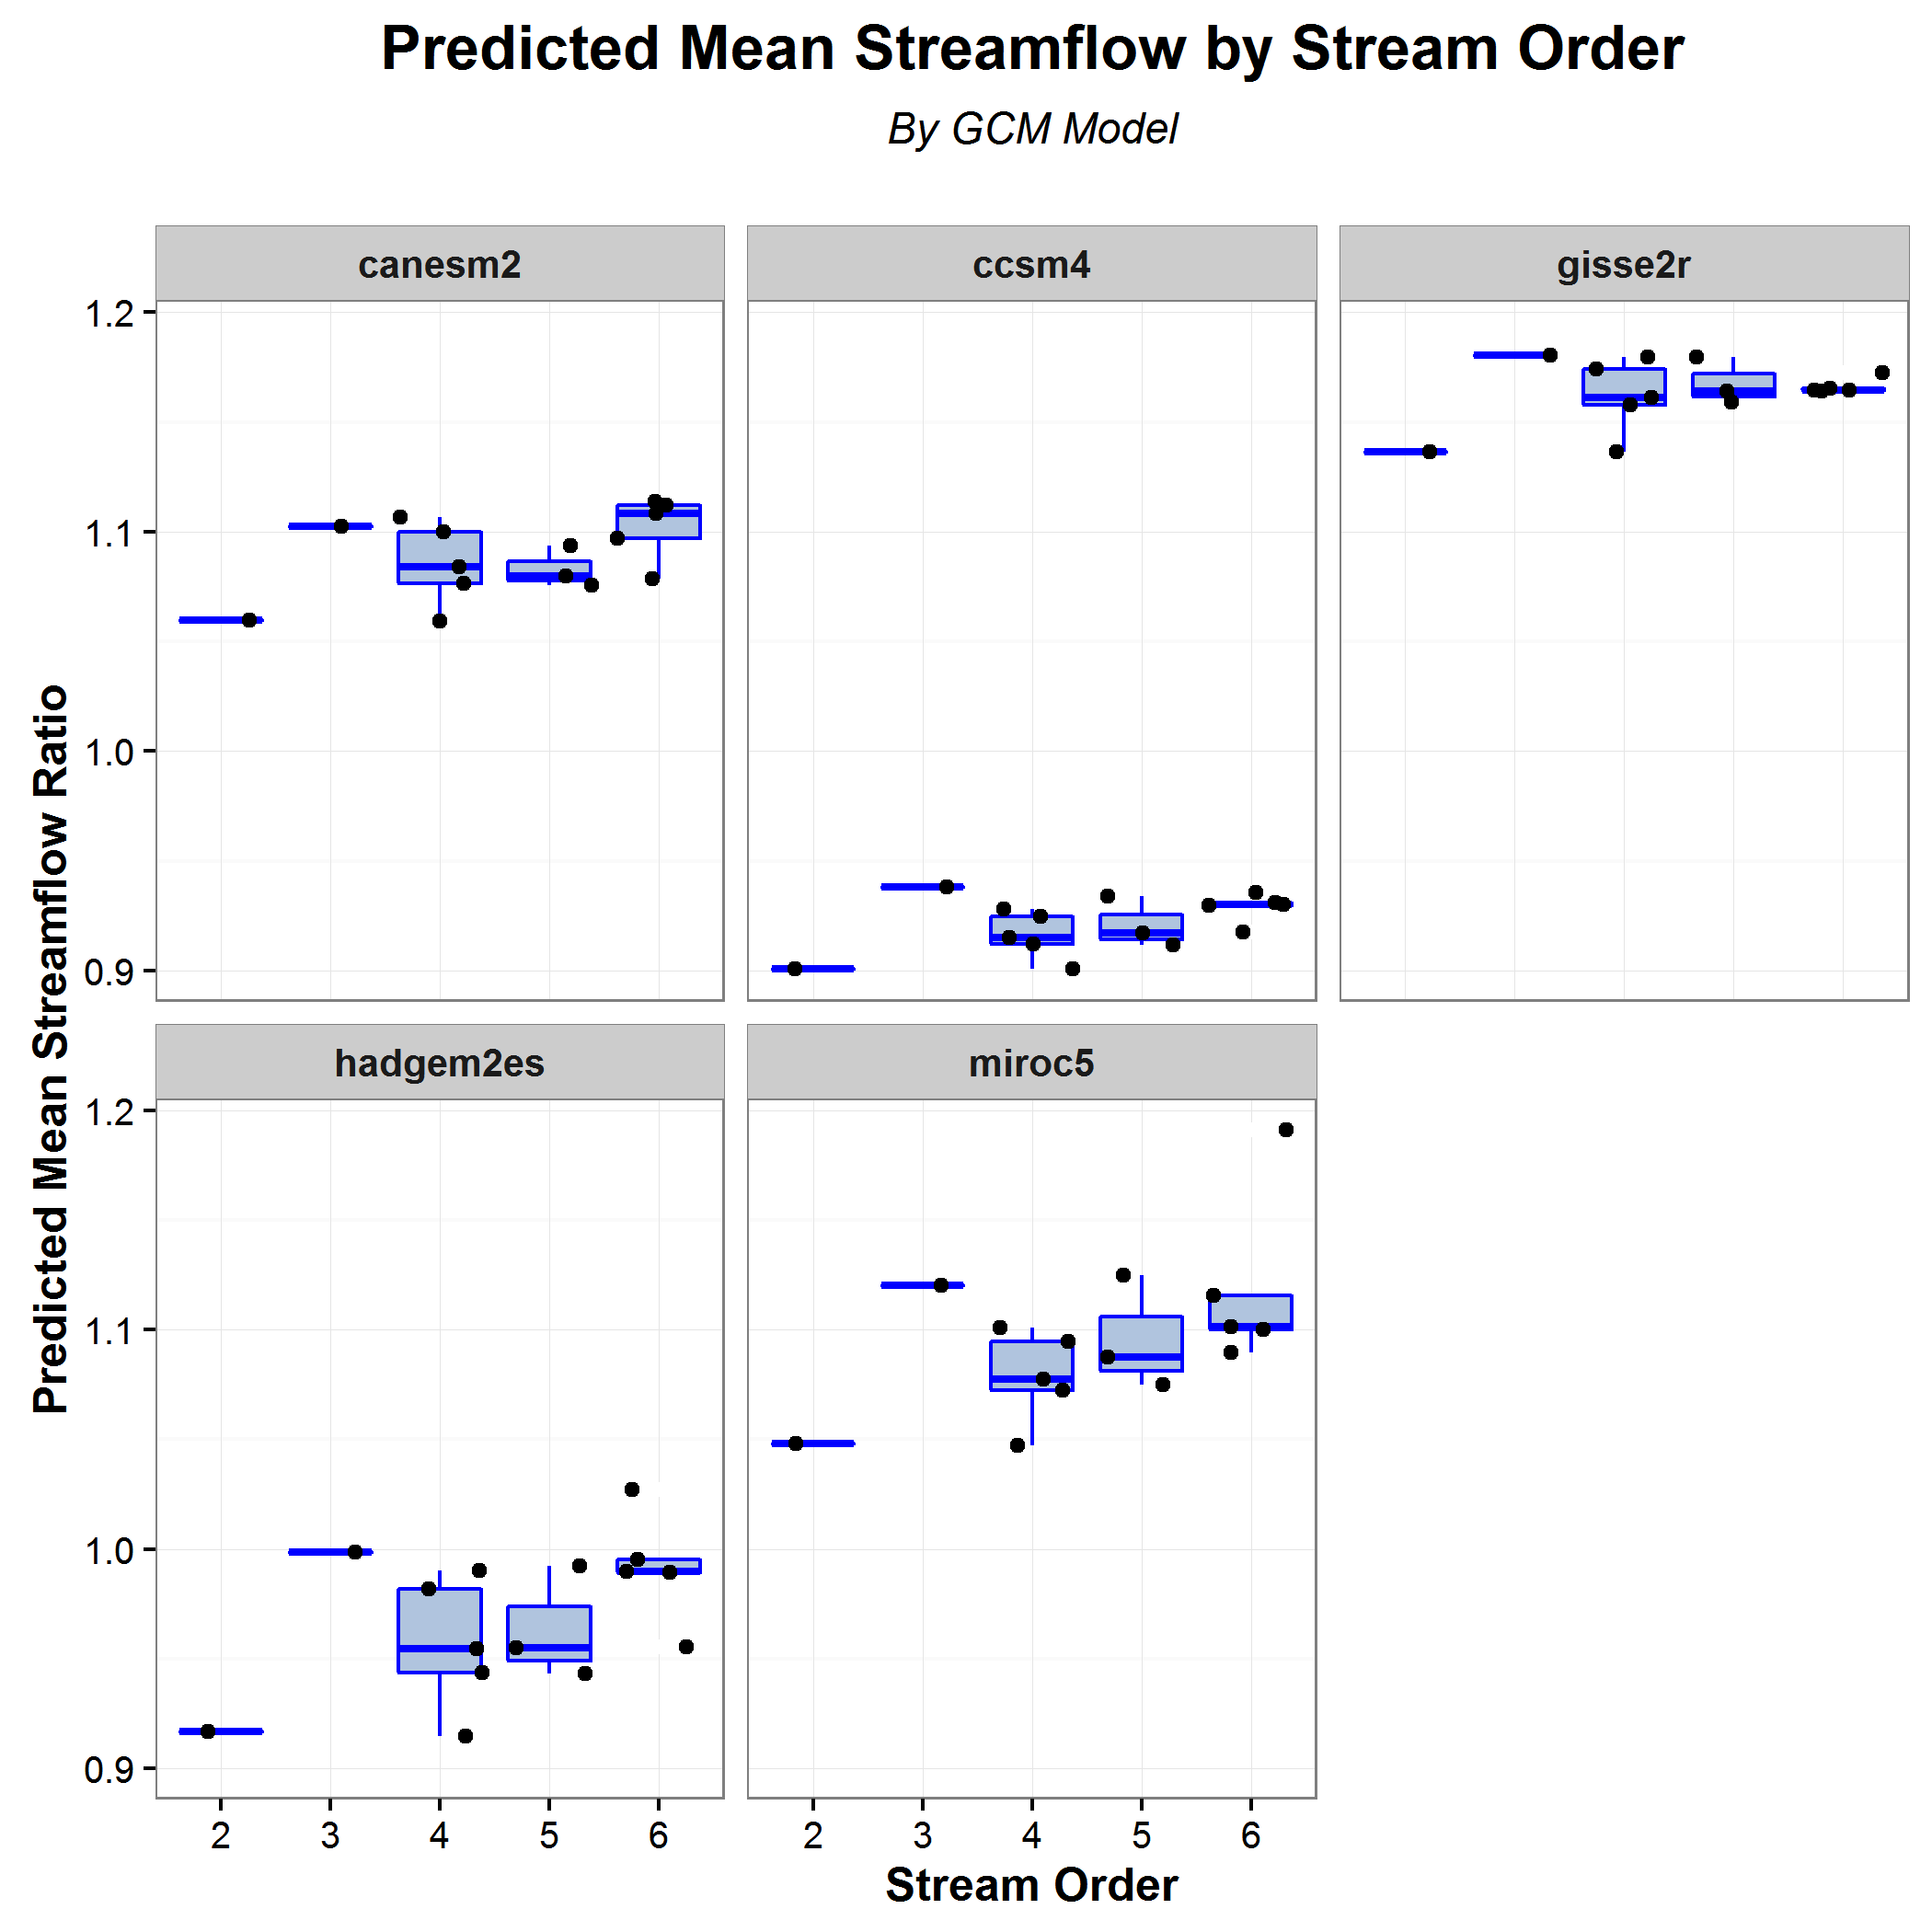 Predicted Mean Streamflow by Stream Order
By GCM Model
canesm2
ccsm4
gisse2r
1.2
1.1
1.0
0.9
Predicted Mean Streamflow Ratio
hadgem2es
miroc5
1.2
1.1
1.0
0.9
2 3 4 5 6
2 3 4 5 6
Stream Order